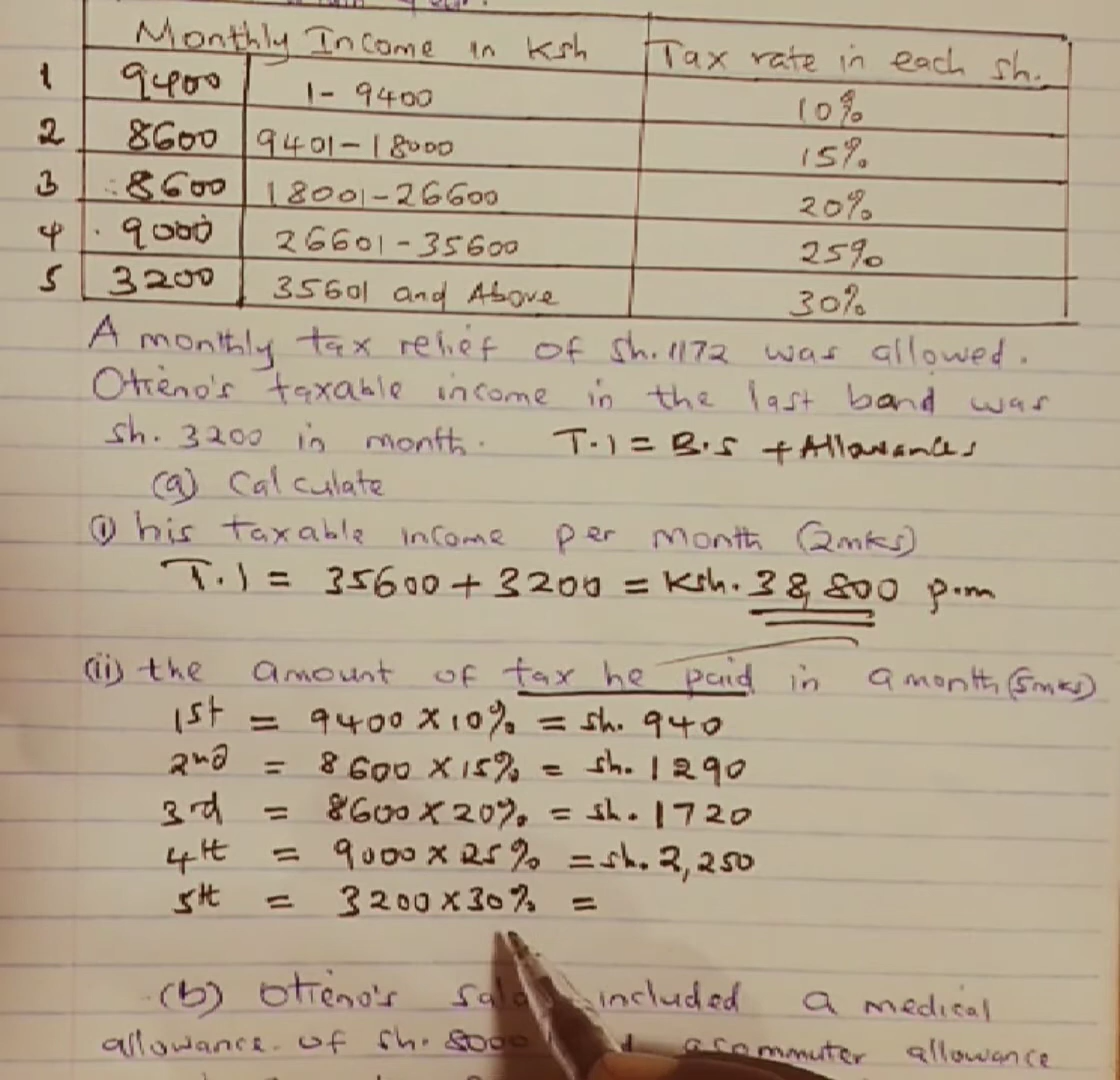 Monthly Income in Ksh Tax rate in each sh.
1 9400 1 - 9400 10%
2 8600 9401 - 18000 15%
3 8600 18001 - 26600 20%
4 9000 26601 - 35600 25%
5 3200 35601 and Above 30%
A monthly tax relief of sh. 1172 was allowed.
Otieno's taxable income in the last band was
sh. 3200 in month. T.I = B.S + Allowances
(a) Calculate
(i) his taxable income per month (2mks)
T.I = 35600 + 3200 = Ksh. 38,800 p.m
(ii) the amount of tax he paid in a month (5mks)
1st = 9400 × 10% = sh. 940
2nd = 8600 × 15% = sh. 1290
3rd = 8600 × 20% = sh. 1720
4th = 9000 × 25% = sh. 2,250
5th = 3200 × 30% =
(b) Otieno's included a medical
allowance of sh. 8000 a commuter allowance